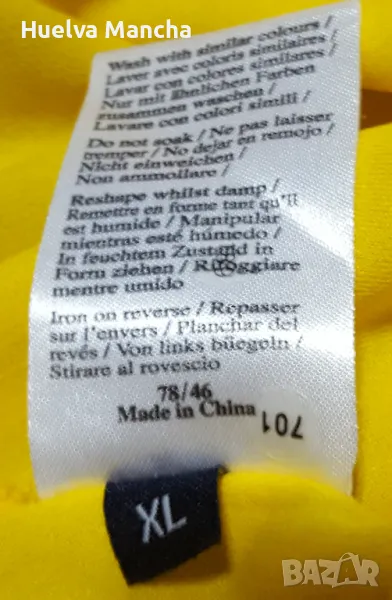 Huelva Mancha
Wash with similar colours /
Laver avec coloris similaires /
Lavar con colores similares /
Nur mit ähnlichen Farben
zusammen waschen /
Lavare con colori simili /
Do not soak / Ne pas laisser
tremper / No dejar en remojo /
Nicht einweichen /
Non ammollare /
Reshape whilst damp /
Remettre en forme tant qu'il
est humide / Manipular
mientras esté húmedo /
In feuchtem Zustand in
Form ziehen /
mentre umido
Iron on reverse / Repasser
sur l'envers / Planchar del
revés / Von links bügeln /
Stirare al rovescio
78/46
Made in China
701
XL
BAZAR